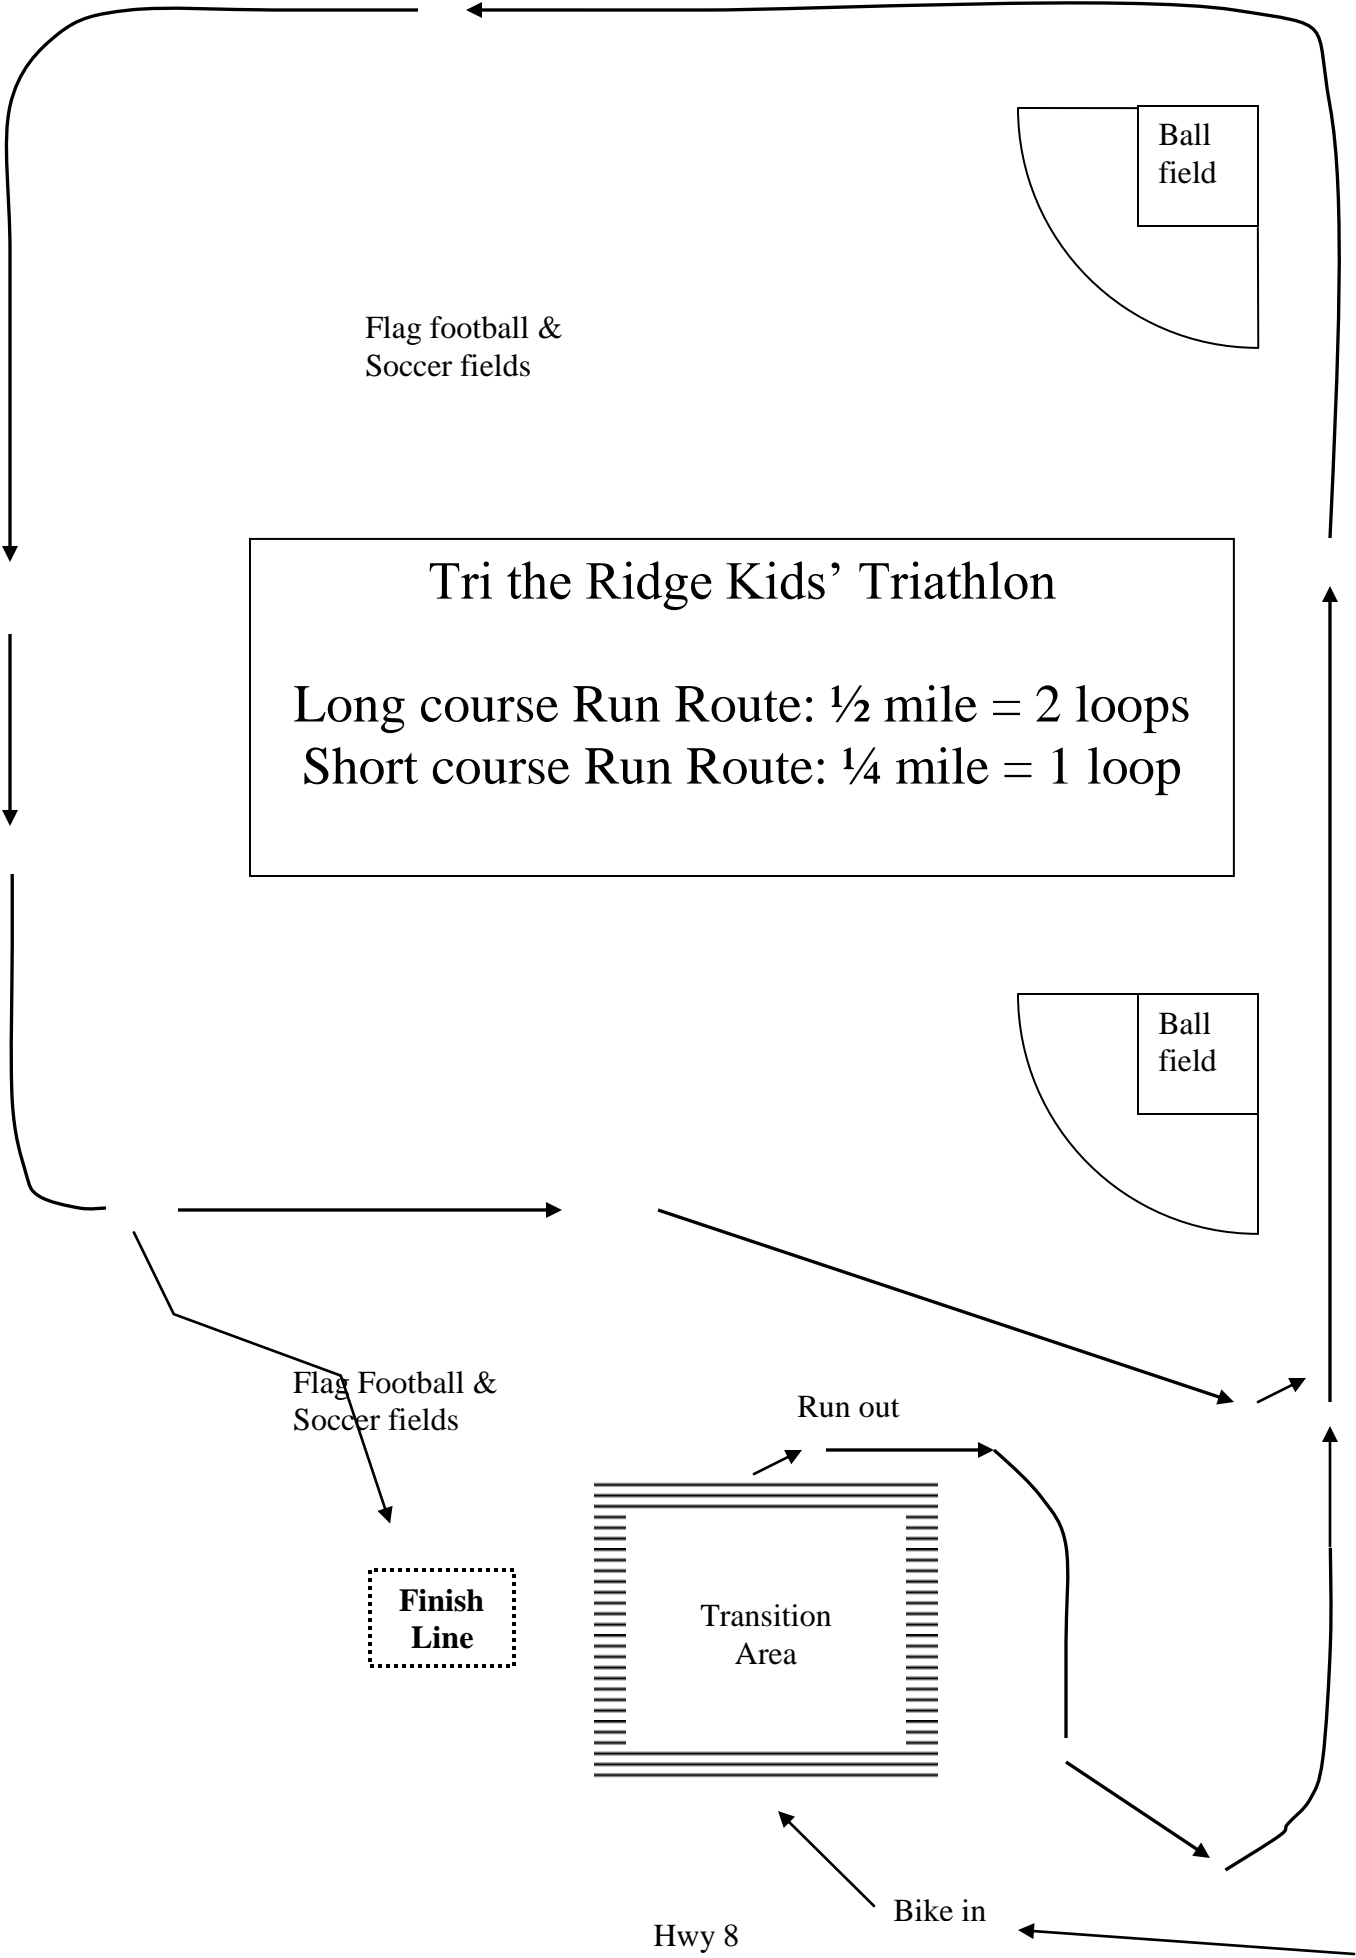 Ball
field
Flag football &
Soccer fields
Tri the Ridge Kids’ Triathlon
Long course Run Route: ½ mile = 2 loops
Short course Run Route: ¼ mile = 1 loop
Ball
field
Flag Football &
Soccer fields
Run out
Finish
Line
Transition
Area
Bike in
Hwy 8